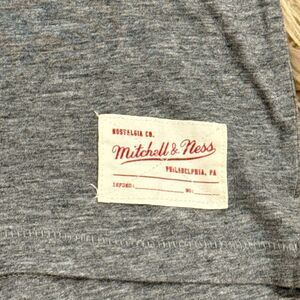 NOSTALGIA CO.
Mitchell & Ness
PHILADELPHIA, PA